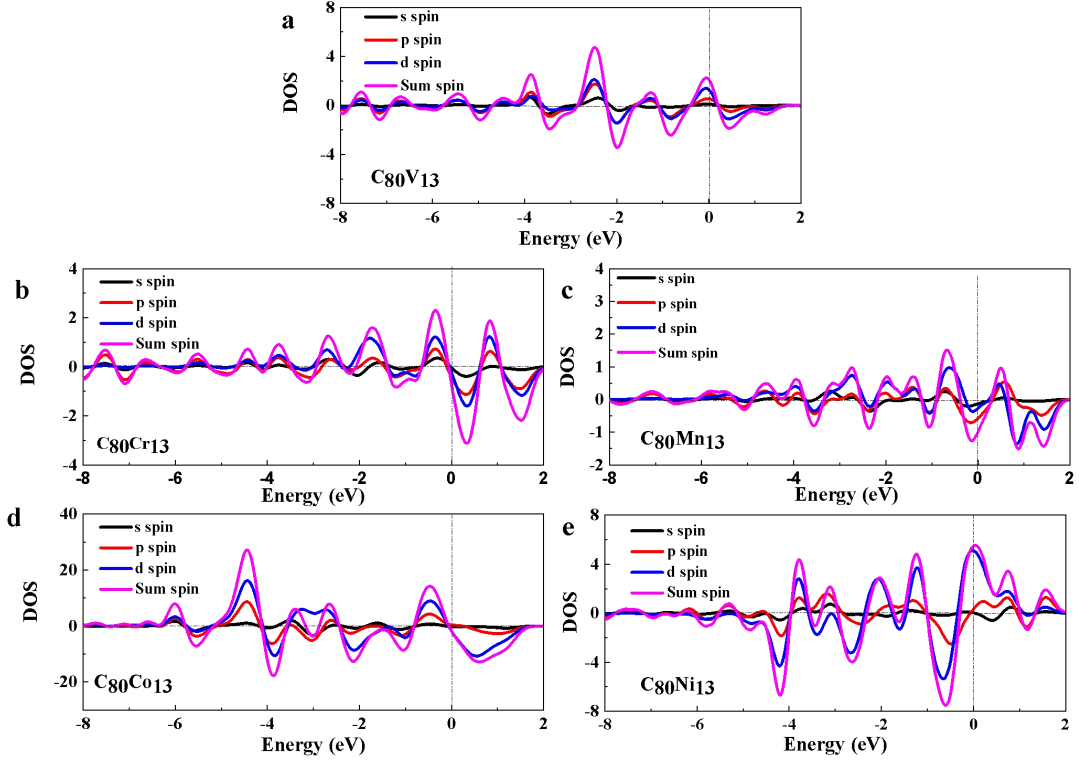 a
s spin
p spin
d spin
Sum spin
8
4
0
-4
-8
DOS
C80V13
-8 -6 -4 -2 0 2
Energy (eV)
b
s spin
p spin
d spin
Sum spin
4
2
0
-2
-4
DOS
C80Cr13
-8 -6 -4 -2 0 2
Energy (eV)
c
s spin
p spin
d spin
Sum spin
4
3
2
1
0
-1
-2
DOS
C80Mn13
-8 -6 -4 -2 0 2
Energy (eV)
d
s spin
p spin
d spin
Sum spin
40
20
0
-20
DOS
C80Co13
-8 -6 -4 -2 0 2
Energy (eV)
e
s spin
p spin
d spin
Sum spin
8
4
0
-4
-8
DOS
C80Ni13
-8 -6 -4 -2 0 2
Energy (eV)